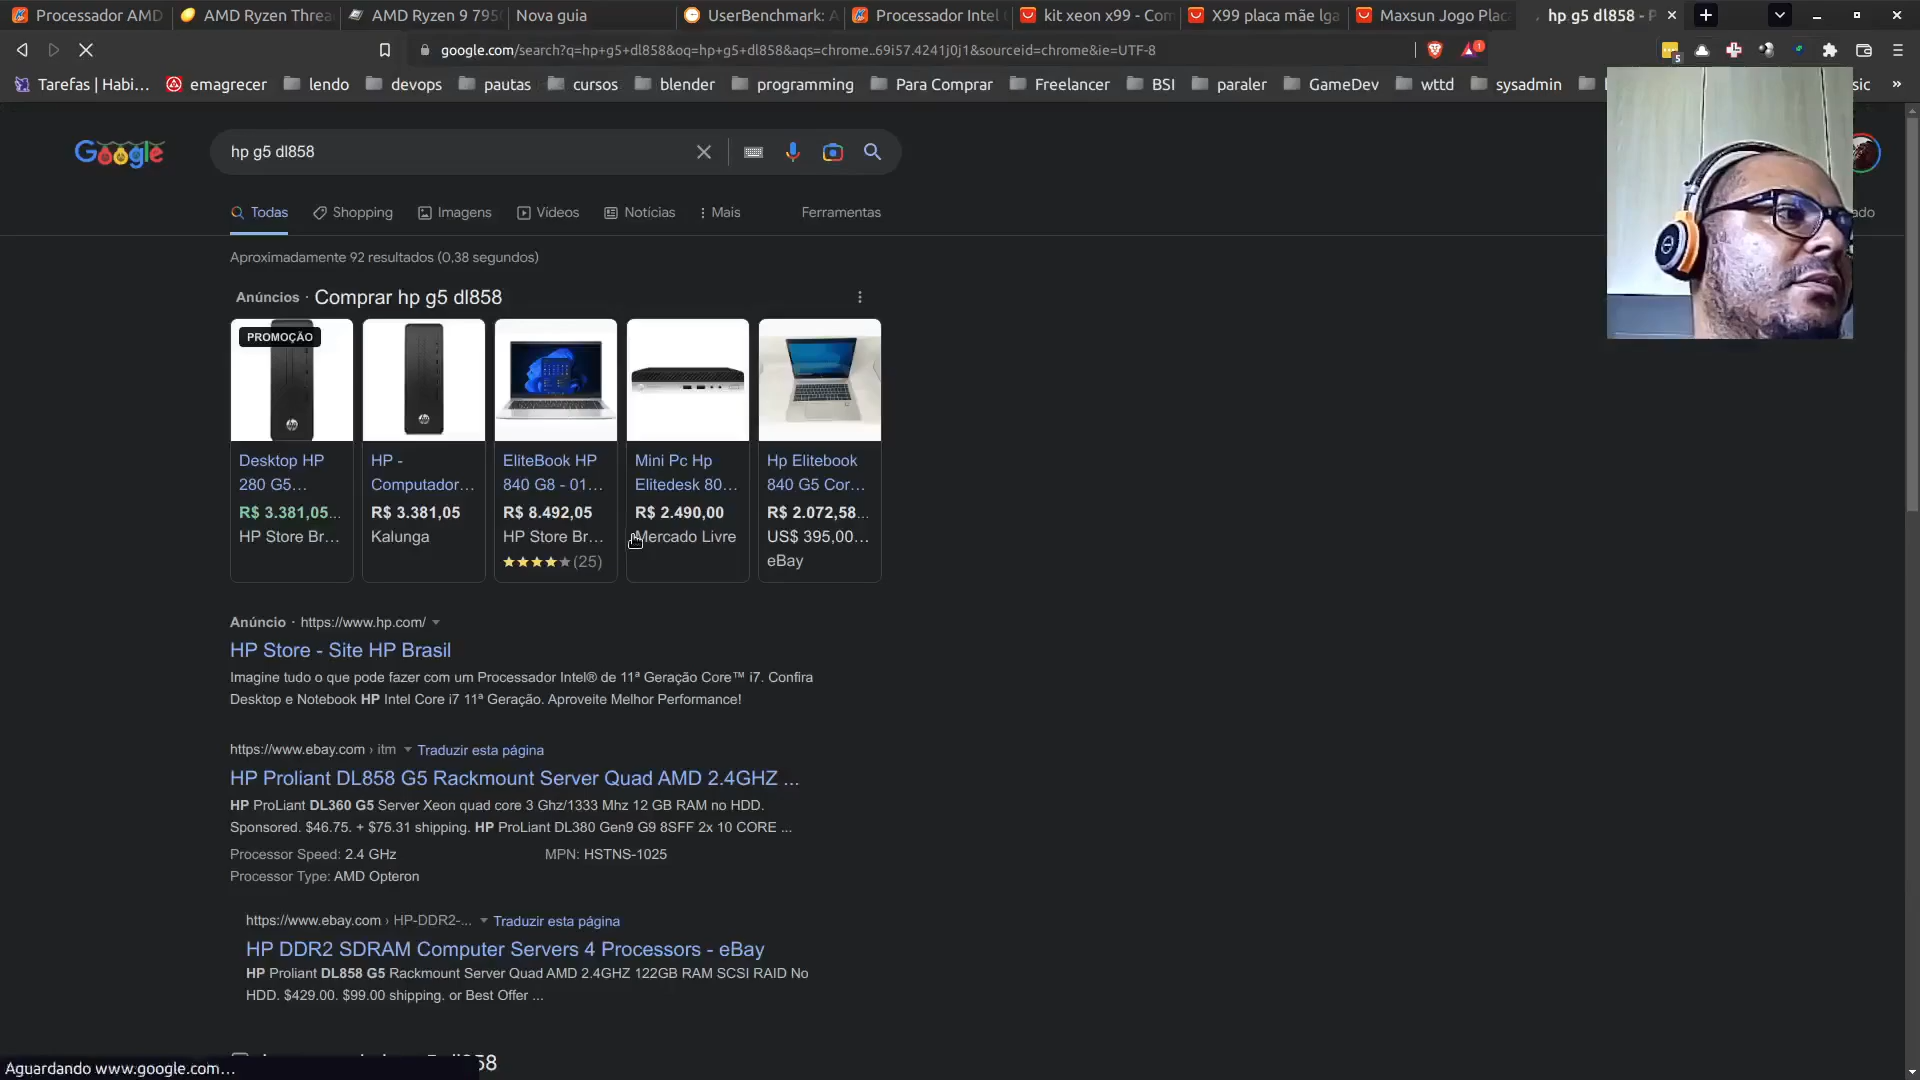 Processador AMD
AMD Ryzen Threa
AMD Ryzen 9 795
Nova guia
UserBenchmark: A
Processador Intel
kit xeon x99 - Com
X99 placa mãe lga
Maxsun Jogo Placa
hp g5 dl858 - P
google.com/search?q=hp+g5+dl858&oq=hp+g5+dl858&aqs=chrome..69i57.4241j0j1&sourceid=chrome&ie=UTF-8
1
5
Tarefas | Habi...
emagrecer
lendo
devops
pautas
cursos
blender
programming
Para Comprar
Freelancer
BSI
paraler
GameDev
wttd
sysadmin
sic
»
Google
hp g5 dl858
Todas
Shopping
Imagens
Vídeos
Notícias
Mais
Ferramentas
ado
Aproximadamente 92 resultados (0,38 segundos)
Anúncios · Comprar hp g5 dl858
PROMOÇÃO
Desktop HP
280 G5...
R$ 3.381,05...
HP Store Br...
HP -
Computador...
R$ 3.381,05
Kalunga
EliteBook HP
840 G8 - 01...
R$ 8.492,05
HP Store Br...
★★★★★ (25)
Mini Pc Hp
Elitedesk 80...
R$ 2.490,00
Mercado Livre
Hp Elitebook
840 G5 Cor...
R$ 2.072,58...
US$ 395,00...
eBay
Anúncio · https://www.hp.com/
HP Store - Site HP Brasil
Imagine tudo o que pode fazer com um Processador Intel® de 11ª Geração Core™ i7. Confira
Desktop e Notebook HP Intel Core i7 11ª Geração. Aproveite Melhor Performance!
https://www.ebay.com › itm Traduzir esta página
HP Proliant DL858 G5 Rackmount Server Quad AMD 2.4GHZ ...
HP ProLiant DL360 G5 Server Xeon quad core 3 Ghz/1333 Mhz 12 GB RAM no HDD.
Sponsored. $46.75. + $75.31 shipping. HP ProLiant DL380 Gen9 G9 8SFF 2x 10 CORE ...
Processor Speed: 2.4 GHz
MPN: HSTNS-1025
Processor Type: AMD Opteron
https://www.ebay.com › HP-DDR2-... Traduzir esta página
HP DDR2 SDRAM Computer Servers 4 Processors - eBay
HP Proliant DL858 G5 Rackmount Server Quad AMD 2.4GHZ 122GB RAM SCSI RAID No
HDD. $429.00. $99.00 shipping. or Best Offer ...
58
Aguardando www.google.com...